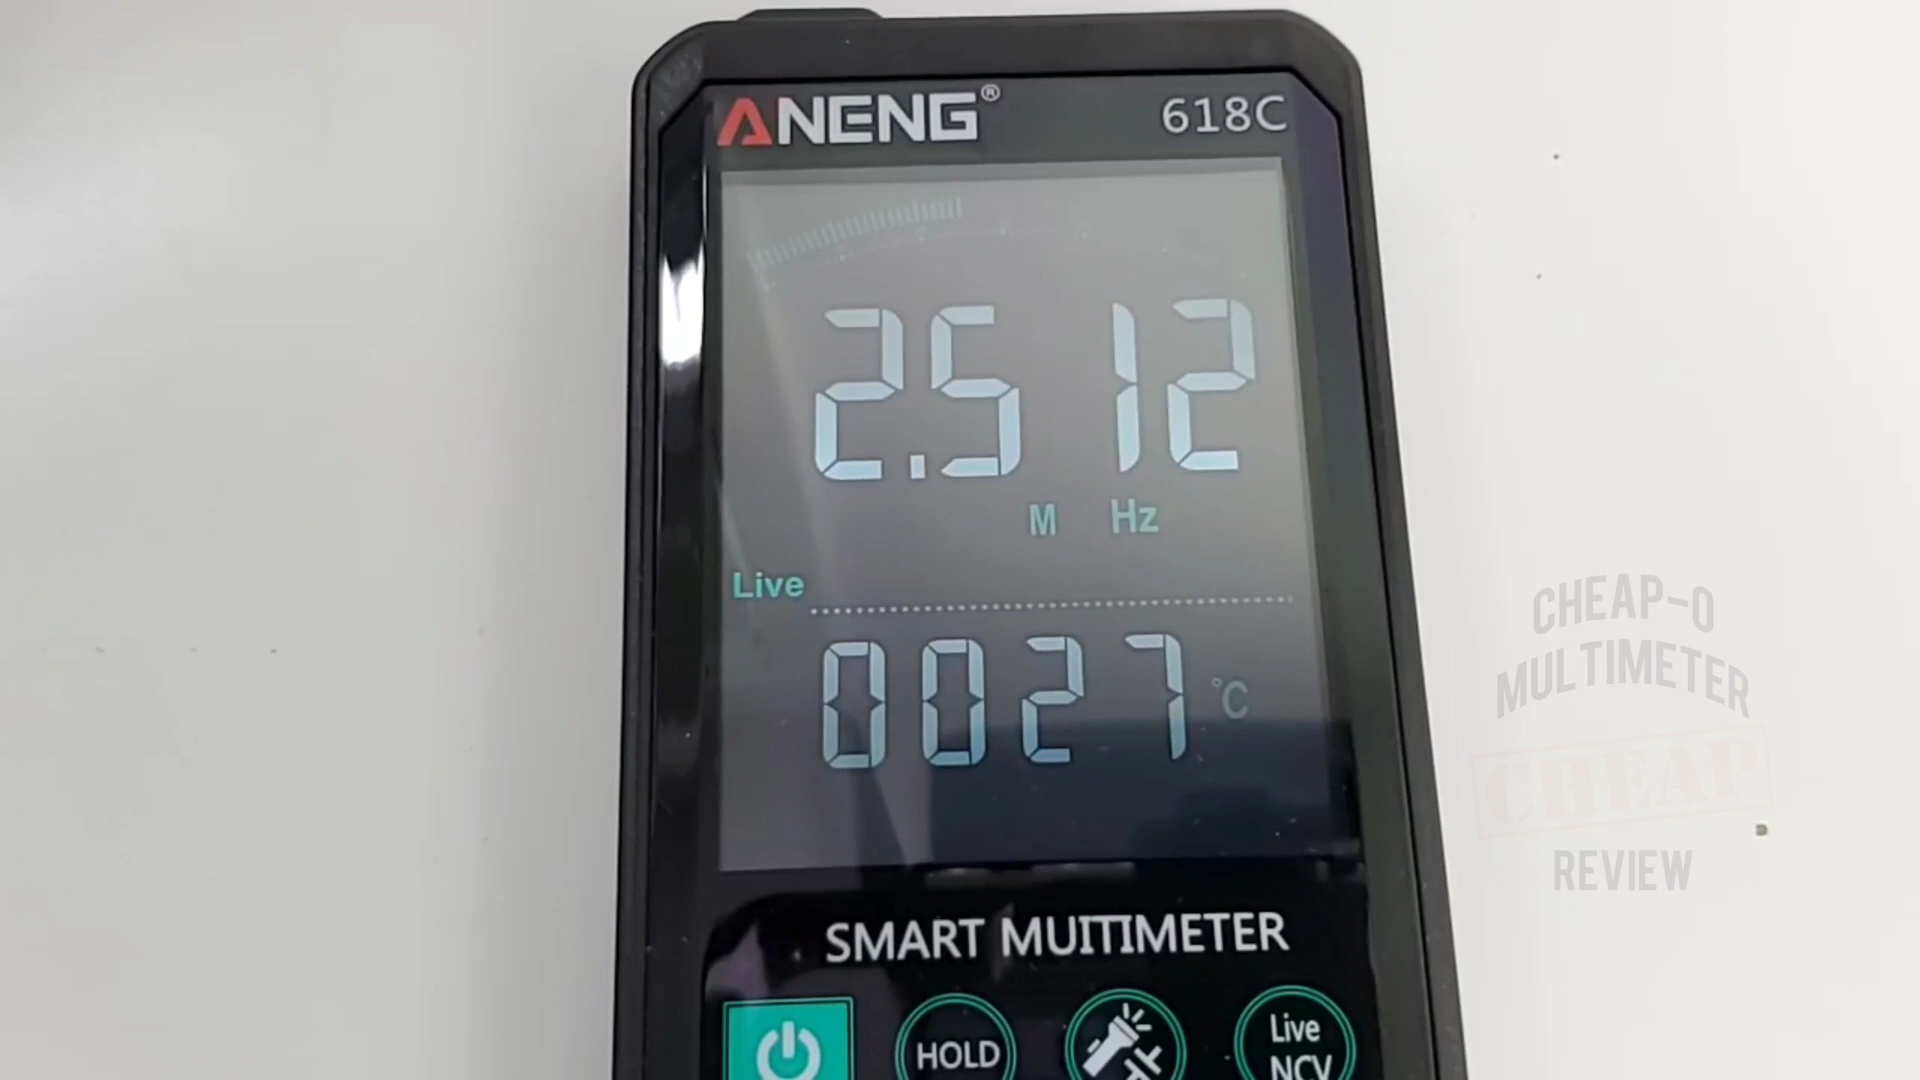 ANENG® 618C
2.512
M Hz
Live
0027 °C
SMART MUITIMETER
HOLD
Live
NCV
CHEAP-O
MULTIMETER
CHEAP
REVIEW